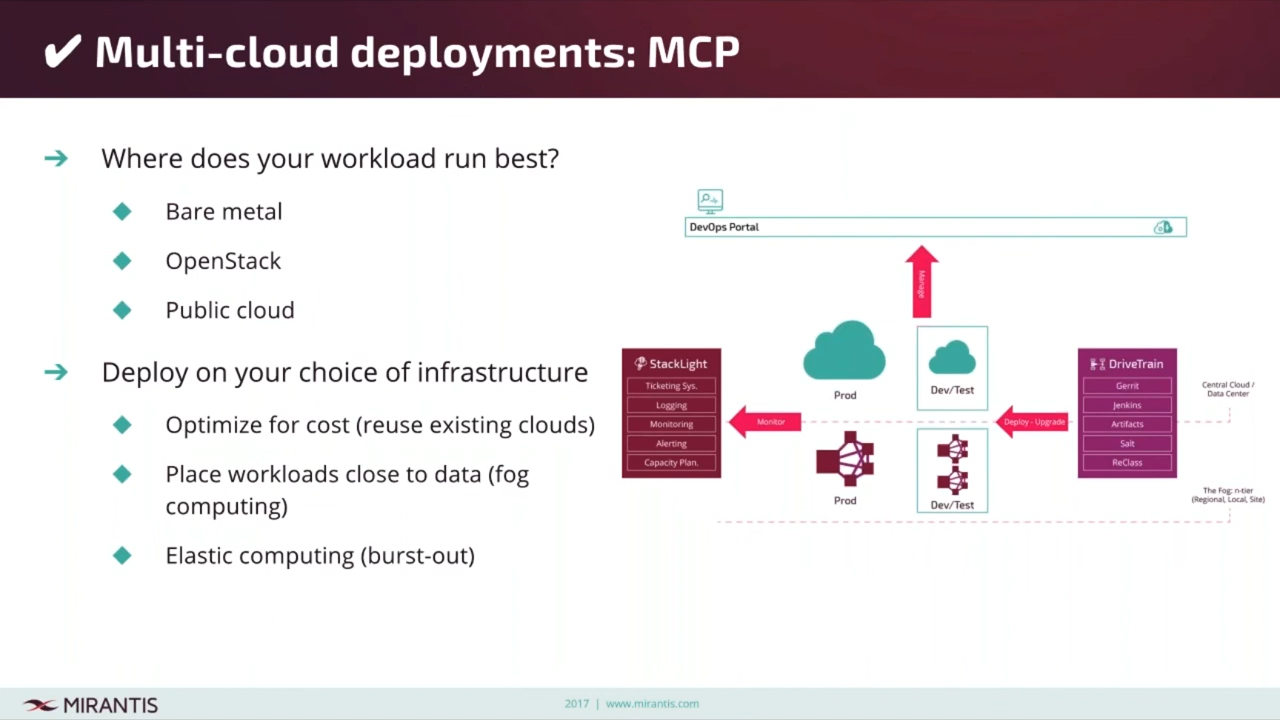 ✔ Multi-cloud deployments: MCP
➔ Where does your workload run best?
◆ Bare metal
◆ OpenStack
◆ Public cloud
➔ Deploy on your choice of infrastructure
◆ Optimize for cost (reuse existing clouds)
◆ Place workloads close to data (fog
computing)
◆ Elastic computing (burst-out)
DevOps Portal
Manage
StackLight
Ticketing Sys.
Logging
Monitoring
Alerting
Capacity Plan.
Monitor
Prod
Dev/Test
Prod
Dev/Test
Deploy - Upgrade
DriveTrain
Gerrit
Jenkins
Artifacts
Salt
ReClass
Central Cloud /
Data Center
The Fog: n-tier
(Regional, Local, Site)
MIRANTIS
2017 | www.mirantis.com